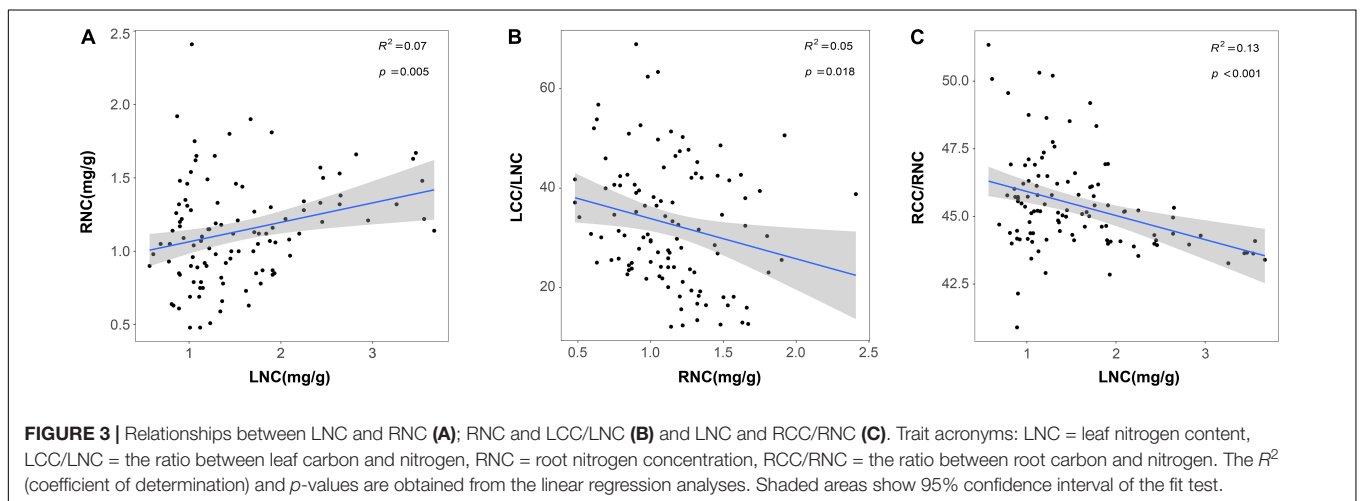 A
R²=0.07
p =0.005
2.5
2.0
1.5
1.0
0.5
RNC(mg/g)
1 2 3
LNC(mg/g)
B
R²=0.05
p =0.018
60
40
20
LCC/LNC
0.5 1.0 1.5 2.0 2.5
RNC(mg/g)
C
R²=0.13
p <0.001
50.0
47.5
45.0
42.5
RCC/RNC
1 2 3
LNC(mg/g)
FIGURE 3 | Relationships between LNC and RNC (A); RNC and LCC/LNC (B) and LNC and RCC/RNC (C). Trait acronyms: LNC = leaf nitrogen content,
LCC/LNC = the ratio between leaf carbon and nitrogen, RNC = root nitrogen concentration, RCC/RNC = the ratio between root carbon and nitrogen. The R²
(coefficient of determination) and p-values are obtained from the linear regression analyses. Shaded areas show 95% confidence interval of the fit test.